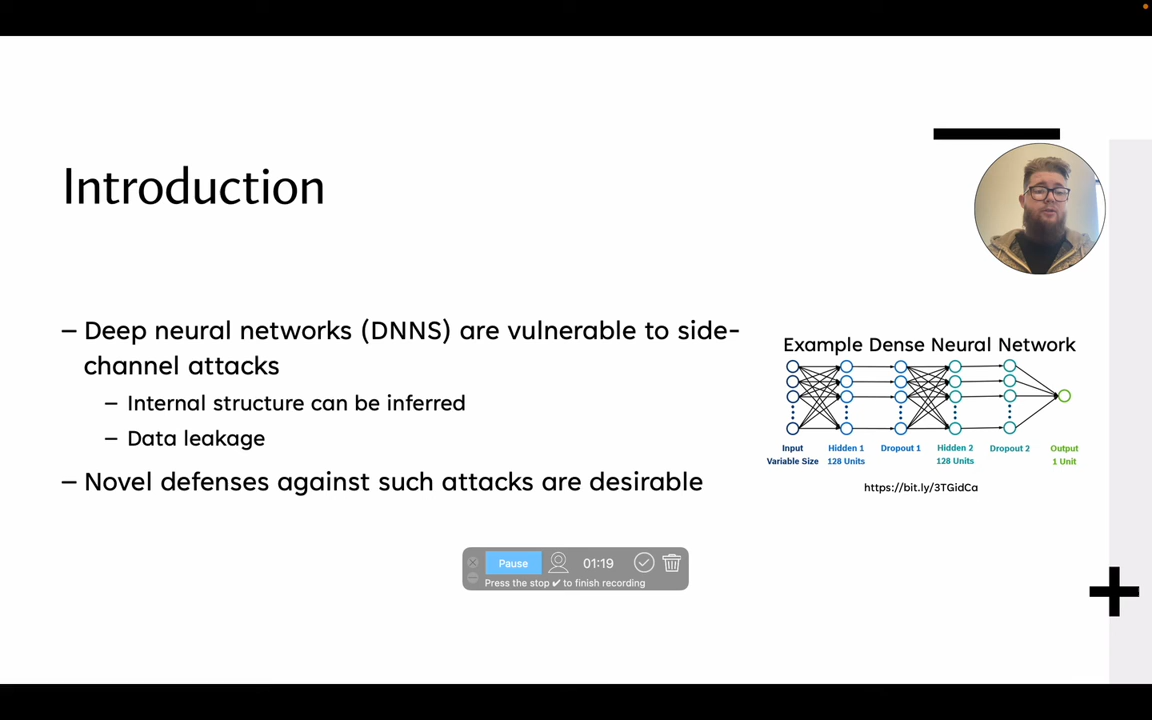 Introduction
– Deep neural networks (DNNS) are vulnerable to side-
channel attacks
– Internal structure can be inferred
– Data leakage
– Novel defenses against such attacks are desirable
Example Dense Neural Network
Input Hidden 1 Dropout 1 Hidden 2 Dropout 2 Output
Variable Size 128 Units 128 Units 1 Unit
https://bit.ly/3TGidCa
Pause 01:19
Press the stop ✔ to finish recording